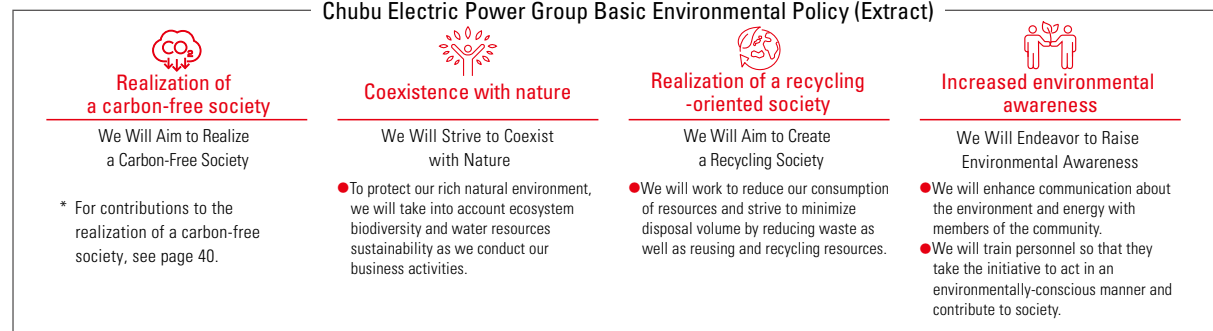 Chubu Electric Power Group Basic Environmental Policy (Extract)
CO2
Realization of
a carbon-free society
We Will Aim to Realize
a Carbon-Free Society
* For contributions to the
realization of a carbon-free
society, see page 40.
Coexistence with nature
We Will Strive to Coexist
with Nature
●To protect our rich natural environment,
we will take into account ecosystem
biodiversity and water resources
sustainability as we conduct our
business activities.
Realization of a recycling
-oriented society
We Will Aim to Create
a Recycling Society
●We will work to reduce our consumption
of resources and strive to minimize
disposal volume by reducing waste as
well as reusing and recycling resources.
Increased environmental
awareness
We Will Endeavor to Raise
Environmental Awareness
●We will enhance communication about
the environment and energy with
members of the community.
●We will train personnel so that they
take the initiative to act in an
environmentally-conscious manner and
contribute to society.